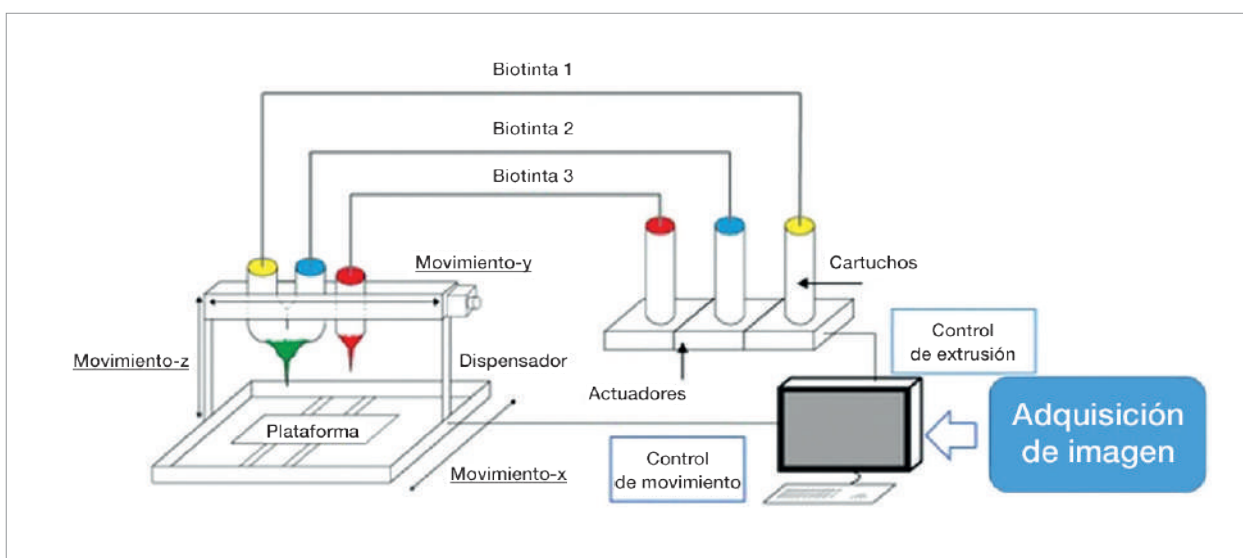 Biotinta 1
Biotinta 2
Biotinta 3
Movimiento-y
Cartuchos
Control
de extrusión
Movimiento-z
Dispensador
Actuadores
Adquisición
de imagen
Plataforma
Control
de movimiento
Movimiento-x